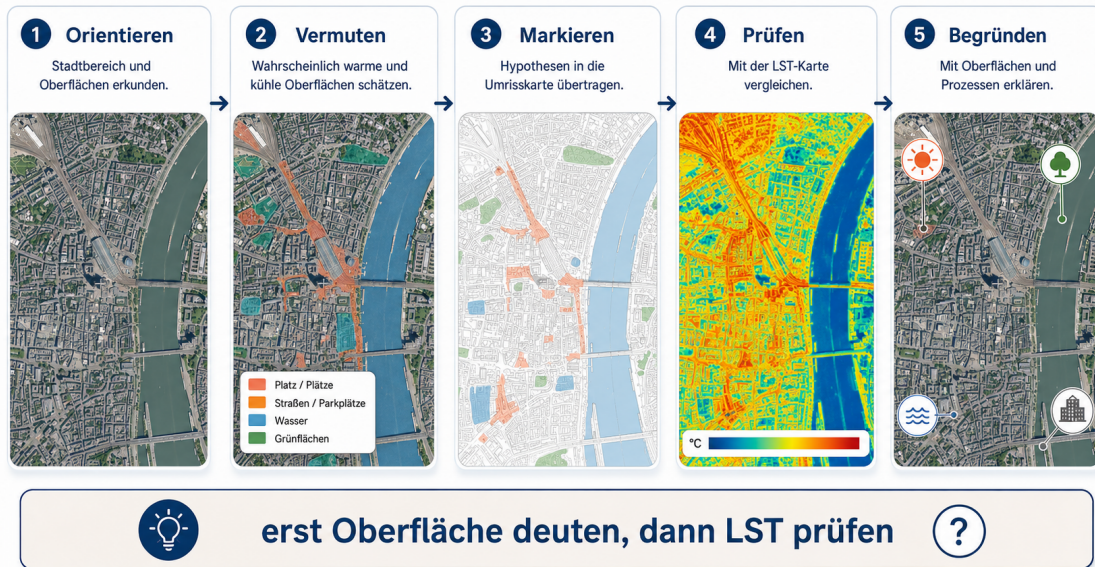 1 Orientieren
Stadtbereich und
Oberflächen erkunden.
2 Vermuten
Wahrscheinlich warme und
kühle Oberflächen schätzen.
Platz / Plätze
Straßen / Parkplätze
Wasser
Grünflächen
3 Markieren
Hypothesen in die
Umrisskarte übertragen.
4 Prüfen
Mit der LST-Karte
vergleichen.
°C
5 Begründen
Mit Oberflächen und
Prozessen erklären.
erst Oberfläche deuten, dann LST prüfen
?